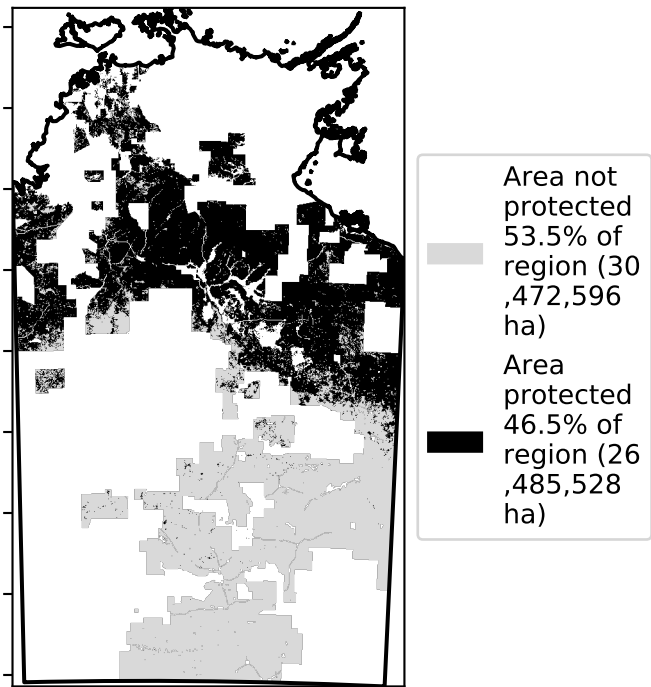 Area not
protected
53.5% of
region (30
,472,596
ha)
Area
protected
46.5% of
region (26
,485,528
ha)